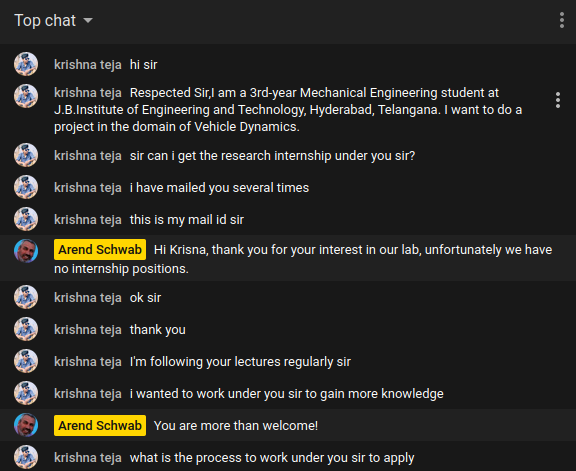 Top chat
krishna teja hi sir
krishna teja Respected Sir,I am a 3rd-year Mechanical Engineering student at
J.B.Institute of Engineering and Technology, Hyderabad, Telangana. I want to do a
project in the domain of Vehicle Dynamics.
krishna teja sir can i get the research internship under you sir?
krishna teja i have mailed you several times
krishna teja this is my mail id sir
Arend Schwab Hi Krisna, thank you for your interest in our lab, unfortunately we have
no internship positions.
krishna teja ok sir
krishna teja thank you
krishna teja I'm following your lectures regularly sir
krishna teja i wanted to work under you sir to gain more knowledge
Arend Schwab You are more than welcome!
krishna teja what is the process to work under you sir to apply